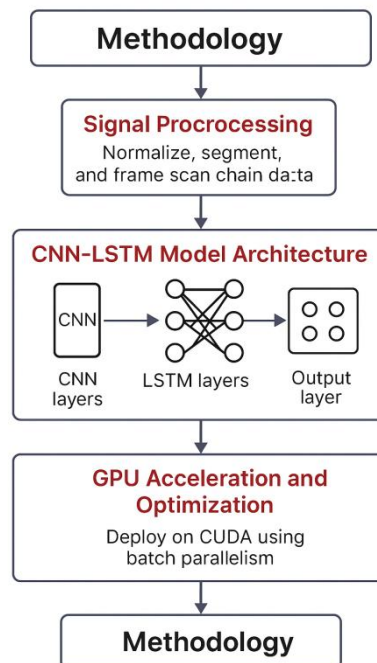 Methodology
Signal Procrocessing
Normalize, segment,
and frame scan chain da:ta
CNN-LSTM Model Architecture
CNN
CNN
layers
LSTM layers
Output
layer
GPU Acceleration and
Optimization
Deploy on CUDA using
batch parallelism
Methodology